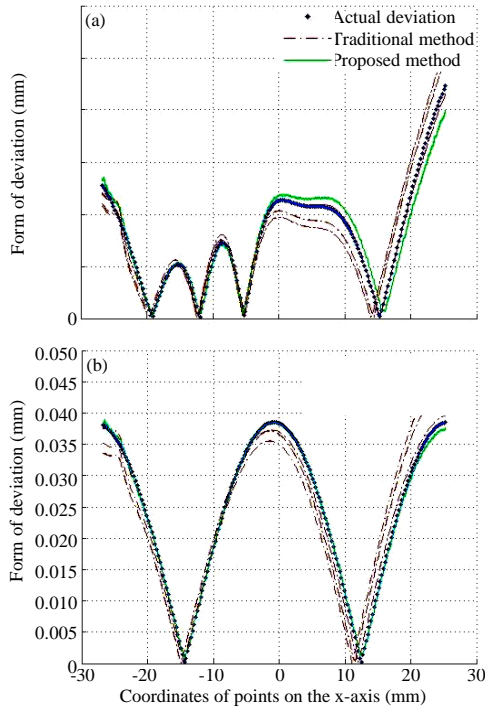 (a)
Actual deviation
Traditional method
Proposed method
Form of deviation (mm)
0
(b)
0.050
0.045
0.040
0.035
0.030
0.025
0.020
0.015
0.010
0.005
0
Form of deviation (mm)
-30 -20 -10 0 10 20 30
Coordinates of points on the x-axis (mm)